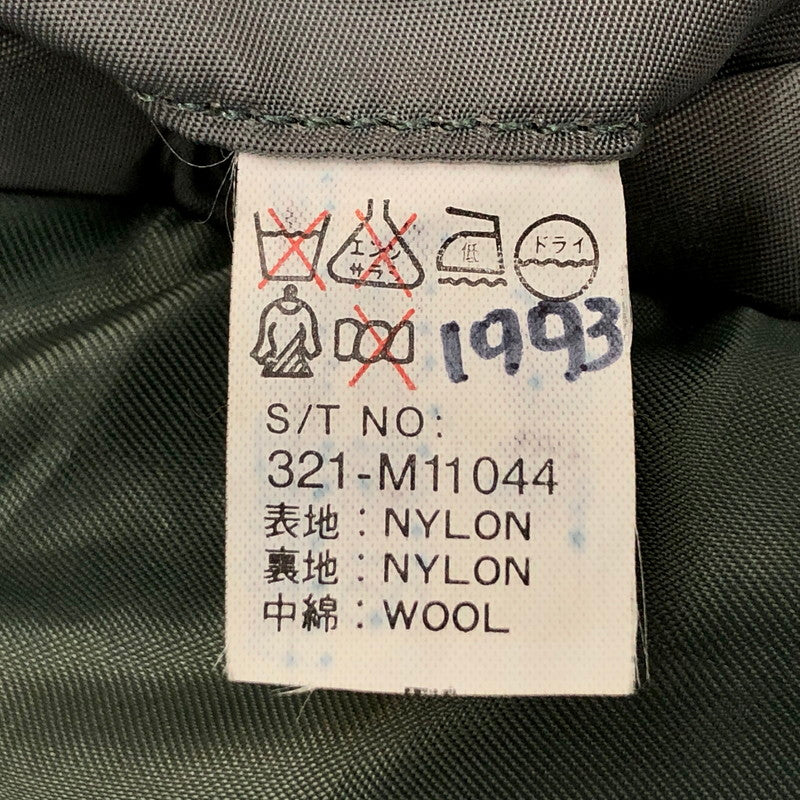 エンソ
サラシ
低
ドライ
1993
S/T NO:
321-M11044
表地:NYLON
裏地:NYLON
中綿:WOOL